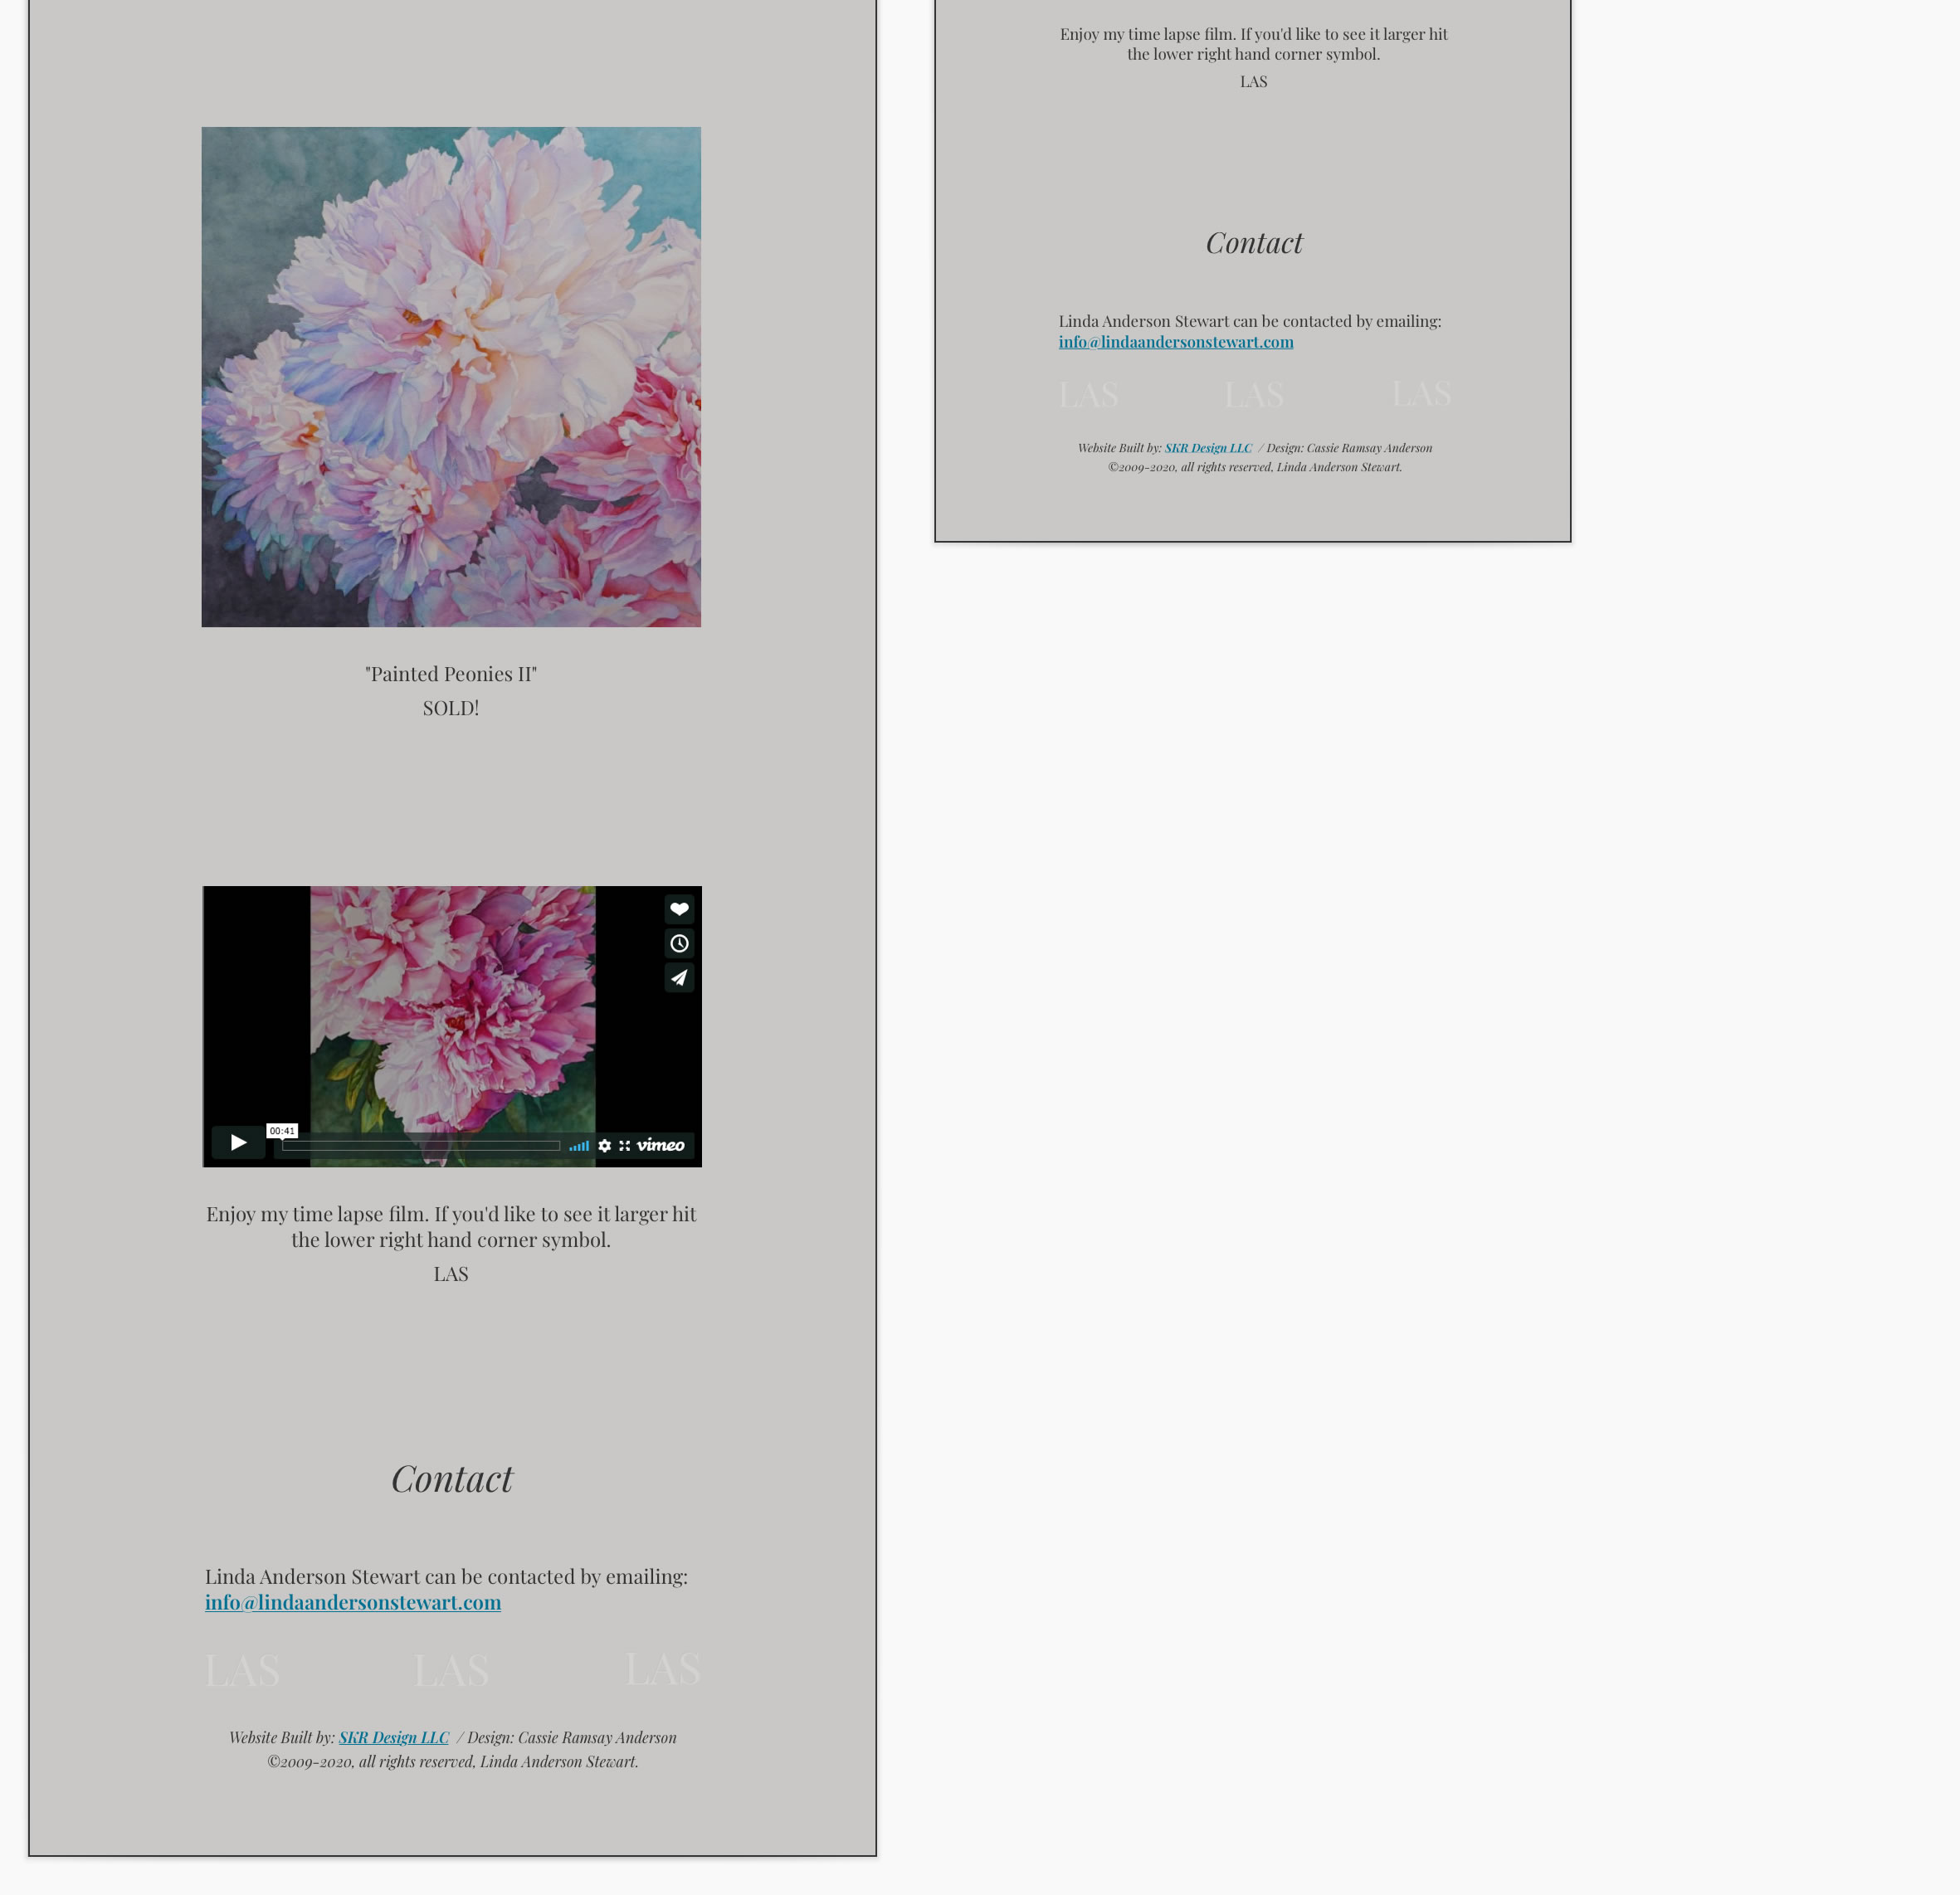 "Painted Peonies II"
SOLD!
00:41
vimeo
Enjoy my time lapse film. If you'd like to see it larger hit
the lower right hand corner symbol.
LAS
Contact
Linda Anderson Stewart can be contacted by emailing:
info@lindaandersonstewart.com
LAS LAS LAS
Website Built by: SKR Design LLC / Design: Cassie Ramsay Anderson
©2009-2020, all rights reserved, Linda Anderson Stewart.
Enjoy my time lapse film. If you'd like to see it larger hit
the lower right hand corner symbol.
LAS
Contact
Linda Anderson Stewart can be contacted by emailing:
info@lindaandersonstewart.com
LAS LAS LAS
Website Built by: SKR Design LLC / Design: Cassie Ramsay Anderson
©2009-2020, all rights reserved, Linda Anderson Stewart.